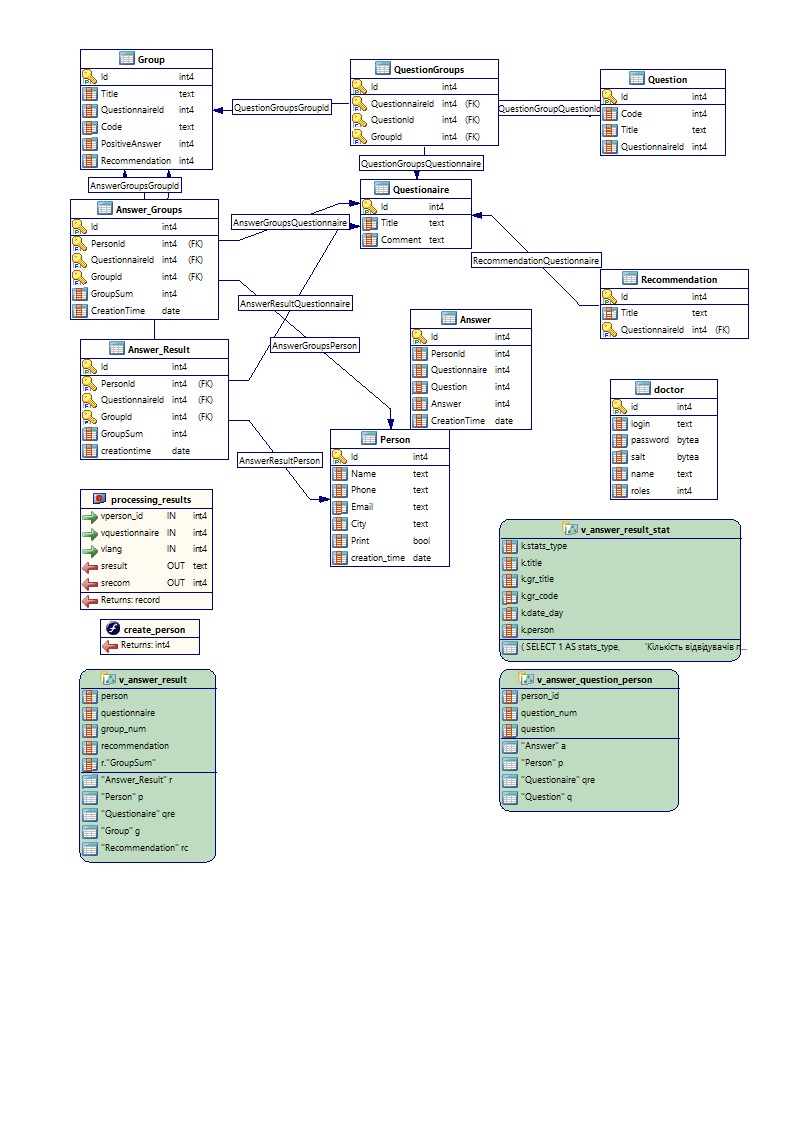 Group
Id int4
Title text
QuestionnaireId int4
Code text
PositiveAnswer int4
Recommendation int4
QuestionGroups
Id int4
QuestionnaireId int4 (FK)
QuestionId int4 (FK)
GroupId int4 (FK)
Question
Id int4
Code int4
Title text
QuestionnaireId int4
QuestionGroupsGroupId
QuestionGroupQuestionId
QuestionGroupsQuestionnaire
AnswerGroupsGroupId
Answer_Groups
Id int4
PersonId int4 (FK)
QuestionnaireId int4 (FK)
GroupId int4 (FK)
GroupSum int4
CreationTime date
Questionaire
Id int4
Title text
Comment text
AnswerGroupsQuestionnaire
RecommendationQuestionnaire
Recommendation
Id int4
Title text
QuestionnaireId int4 (FK)
AnswerResultQuestionnaire
AnswerGroupsPerson
Answer
Id int4
PersonId int4
Questionnaire int4
Question int4
Answer int4
CreationTime date
Answer_Result
Id int4
PersonId int4 (FK)
QuestionnaireId int4 (FK)
GroupId int4 (FK)
GroupSum int4
creationtime date
doctor
id int4
login text
password bytea
salt bytea
name text
roles int4
AnswerResultPerson
Person
Id int4
Name text
Phone text
Email text
City text
Print bool
creation_time date
processing_results
vperson_id IN int4
vquestionnaire IN int4
vlang IN int4
sresult OUT text
srecom OUT int4
Returns: record
create_person
Returns: int4
v_answer_result_stat
k.stats_type
k.title
k.gr_title
k.gr_code
k.date_day
k.person
( SELECT 1 AS stats_type, 'Кількість відвідувачів п...
v_answer_result
person
questionnaire
group_num
recommendation
r."GroupSum"
"Answer_Result" r
"Person" p
"Questionaire" qre
"Group" g
"Recommendation" rc
v_answer_question_person
person_id
question_num
question
"Answer" a
"Person" p
"Questionaire" qre
"Question" q